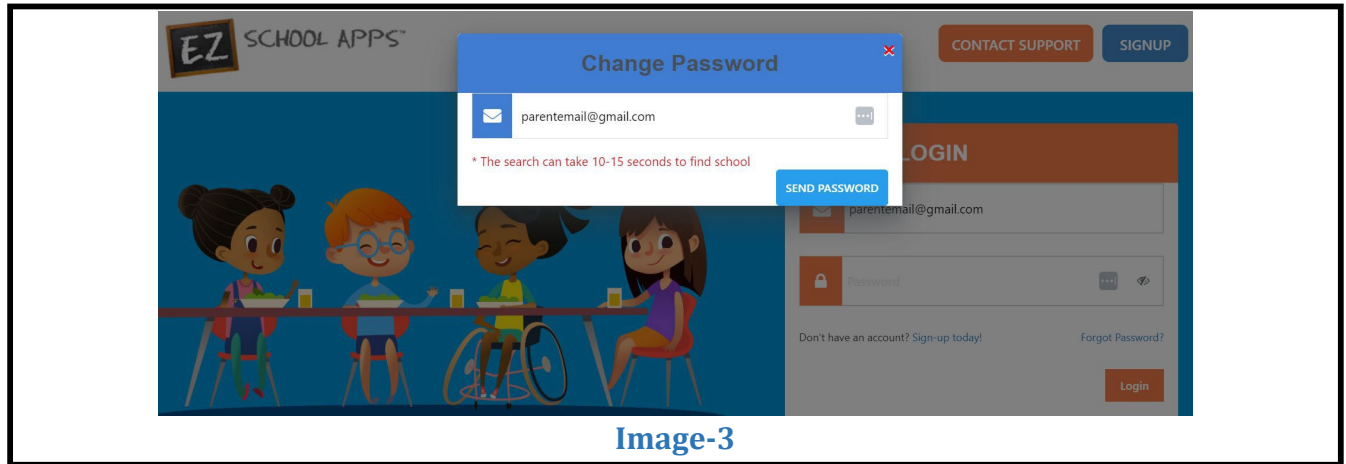 EZ SCHOOL APPS™
CONTACT SUPPORT
SIGNUP
Change Password
parentemail@gmail.com
* The search can take 10-15 seconds to find school
SEND PASSWORD
LOGIN
parentemail@gmail.com
Password
Don't have an account? Sign-up today!
Forgot Password?
Login
Image-3